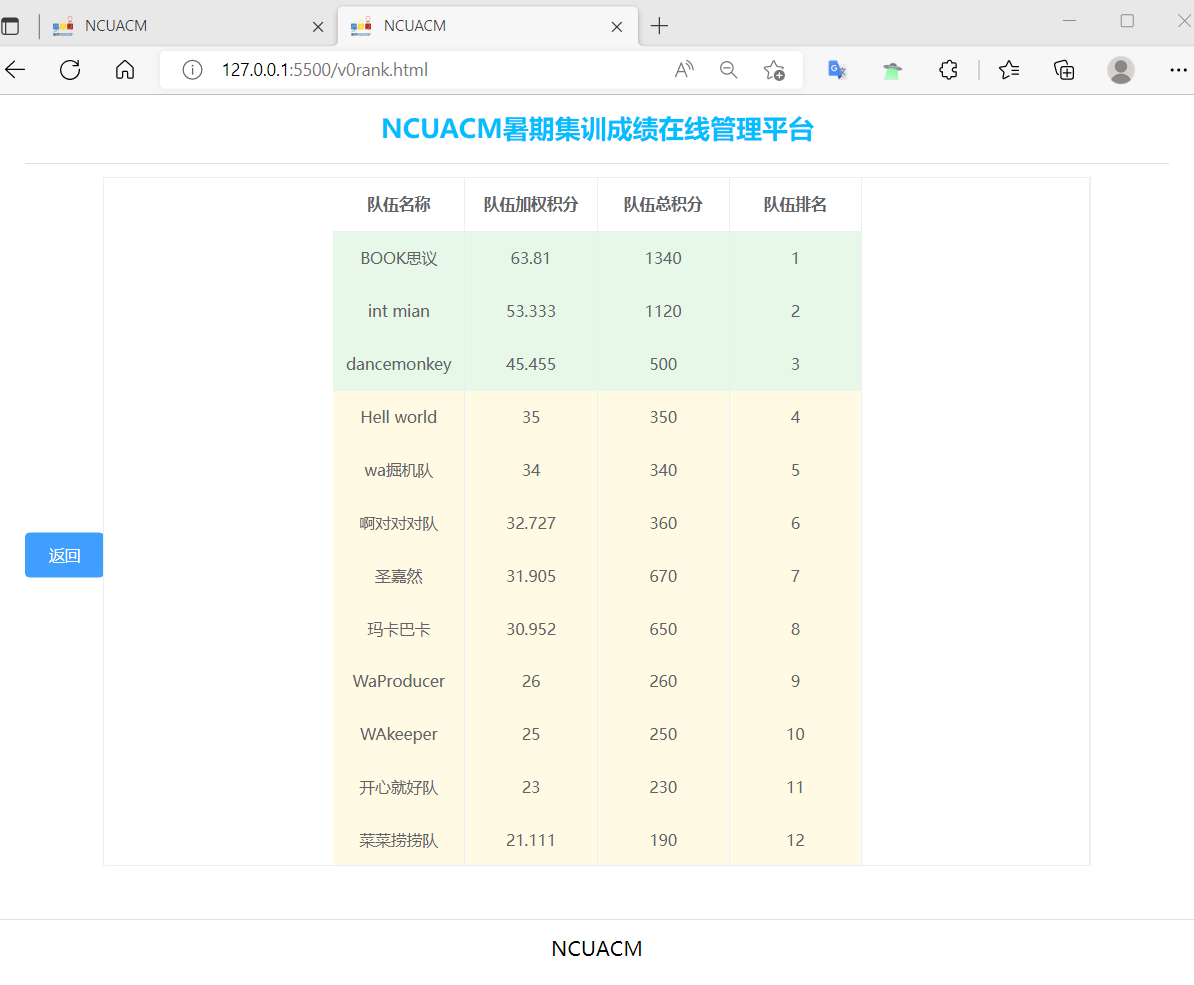 NCUACM
NCUACM
127.0.0.1:5500/v0rank.html
NCUACM暑期集训成绩在线管理平台
队伍名称 队伍加权积分 队伍总积分 队伍排名
BOOK思议 63.81 1340 1
int mian 53.333 1120 2
dancemonkey 45.455 500 3
Hell world 35 350 4
wa掘机队 34 340 5
啊对对对队 32.727 360 6
圣嘉然 31.905 670 7
玛卡巴卡 30.952 650 8
WaProducer 26 260 9
WAkeeper 25 250 10
开心就好队 23 230 11
菜菜捞捞队 21.111 190 12
返回
NCUACM